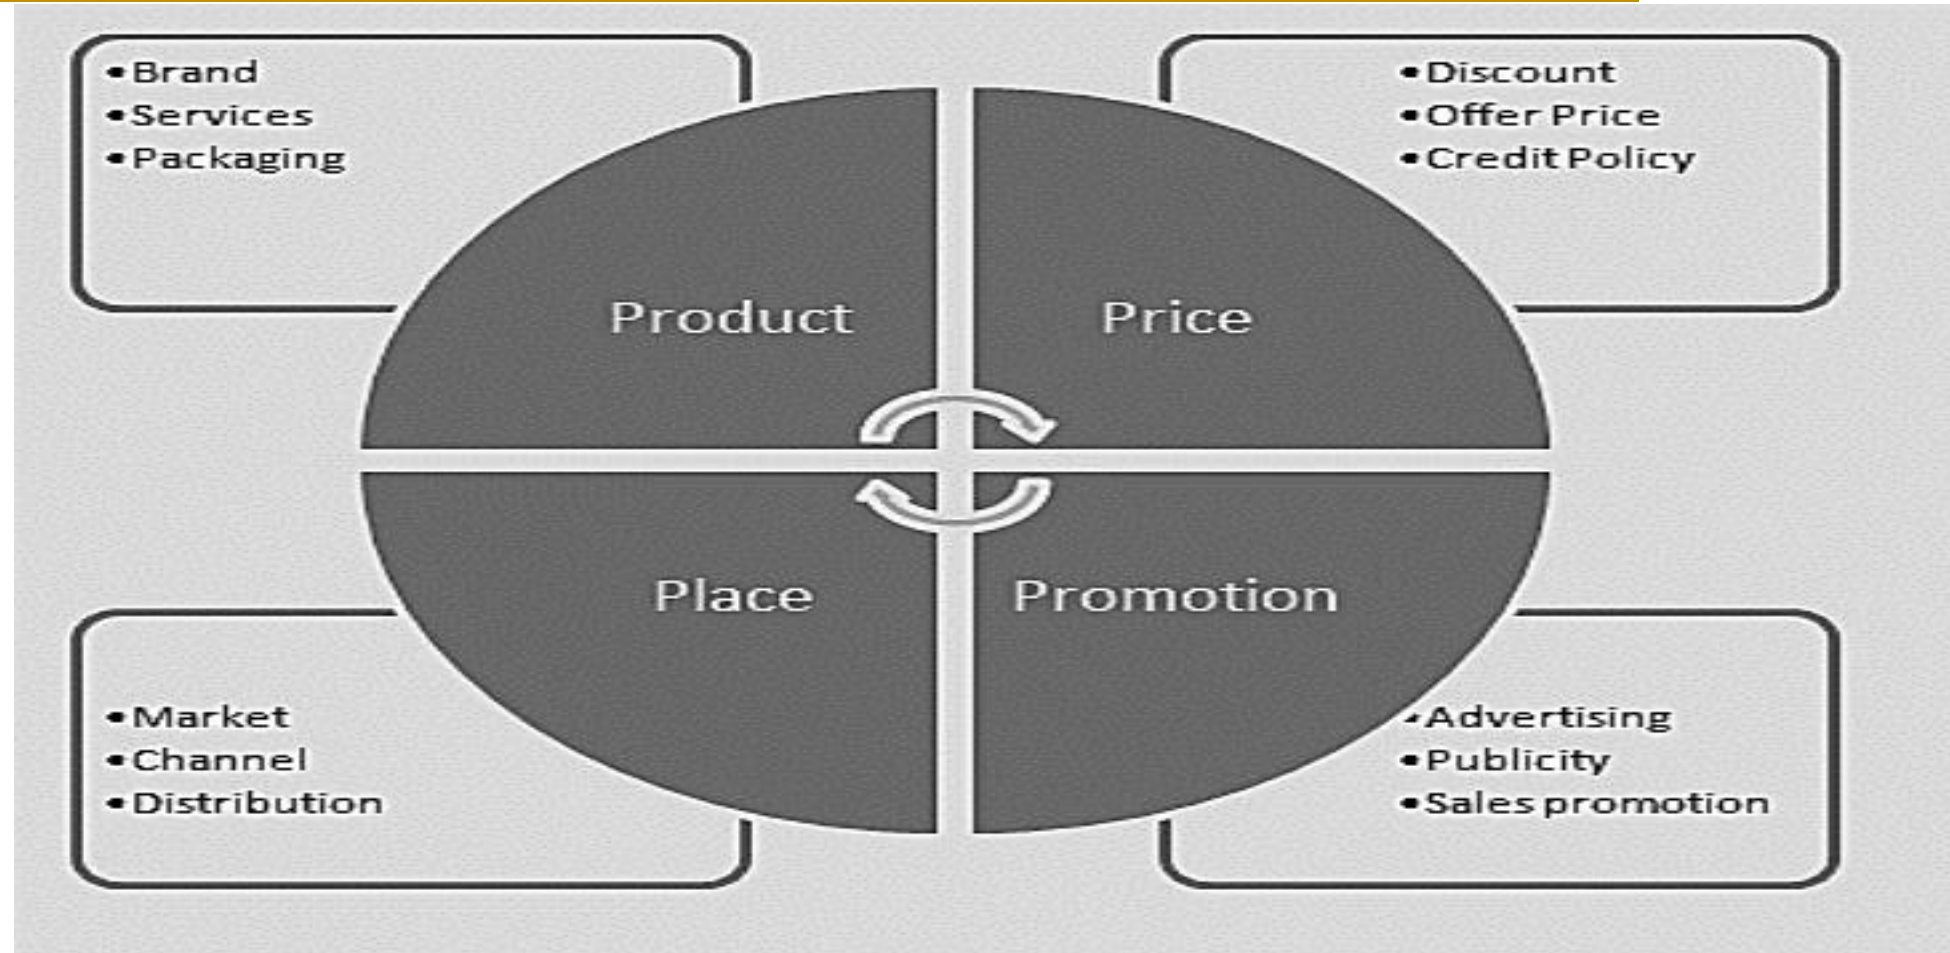 •Brand
•Services
•Packaging
•Discount
•Offer Price
•Credit Policy
Product
Price
Place
Promotion
•Market
•Channel
•Distribution
•Advertising
•Publicity
•Sales promotion